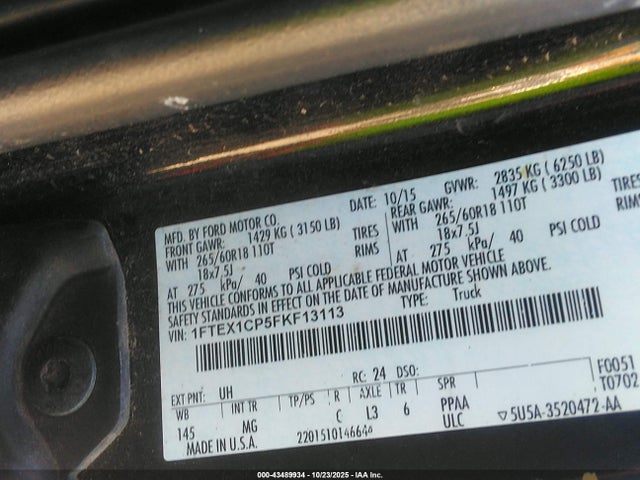 MFD. BY FORD MOTOR CO. DATE: 10/15 GVWR: 2835 KG ( 6250 LB)
FRONT GAWR: 1429 KG ( 3150 LB) REAR GAWR: 1497 KG ( 3300 LB)
WITH 265/60R18 110T TIRES WITH 265/60R18 110T TIRES
18x7.5J RIMS 18x7.5J RIMS
AT 275 kPa/ 40 PSI COLD AT 275 kPa/ 40 PSI COLD
THIS VEHICLE CONFORMS TO ALL APPLICABLE FEDERAL MOTOR VEHICLE
SAFETY STANDARDS IN EFFECT ON THE DATE OF MANUFACTURE SHOWN ABOVE.
VIN: 1FTEX1CP5FKF13113 TYPE: Truck
F0051
T0702
EXT PNT: UH RC: 24 DSO:
WB INT TR TP/PS R AXLE TR SPR
145 MG C L3 6 PPAA
ULC
MADE IN U.S.A. 5U5A-3520472-AA
000-43489934 - 10/23/2025 - IAA Inc.